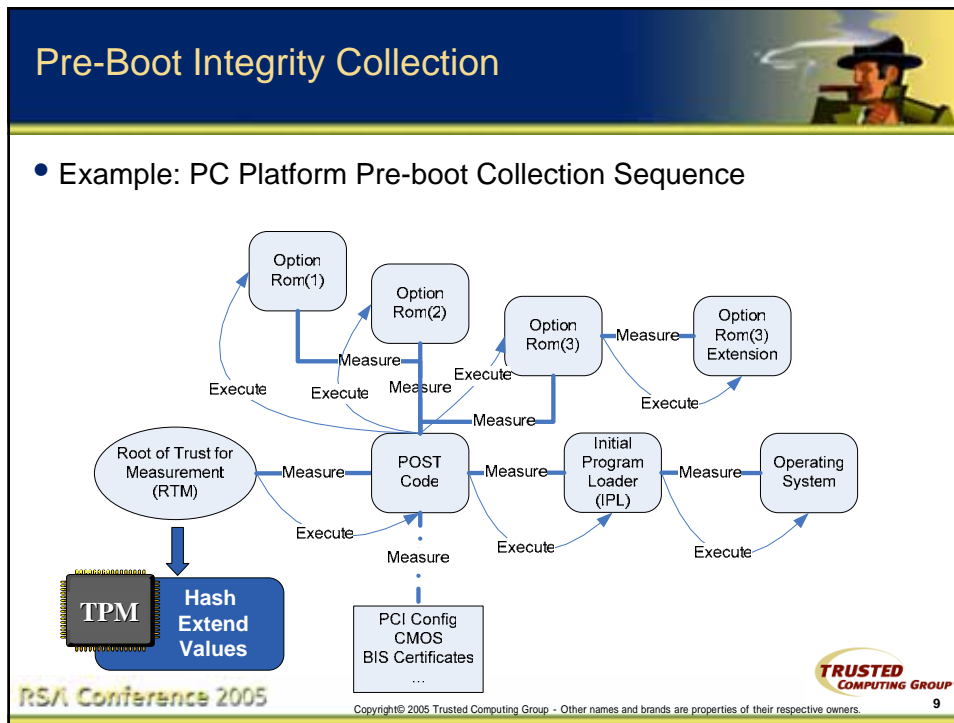 Pre-Boot Integrity Collection
• Example: PC Platform Pre-boot Collection Sequence
Option
Rom(1)
Option
Rom(2)
Option
Rom(3)
Measure
Option
Rom(3)
Extension
Measure
Execute
Execute
Measure
Execute
Measure
Execute
Root of Trust for
Measurement
(RTM)
Measure
POST
Code
Measure
Initial
Program
Loader
(IPL)
Measure
Operating
System
Execute
Execute
Execute
Measure
TPM
Hash
Extend
Values
PCI Config
CMOS
BIS Certificates
...
RSA Conference 2005
Copyright© 2005 Trusted Computing Group - Other names and brands are properties of their respective owners.
TRUSTED
COMPUTING GROUP
9